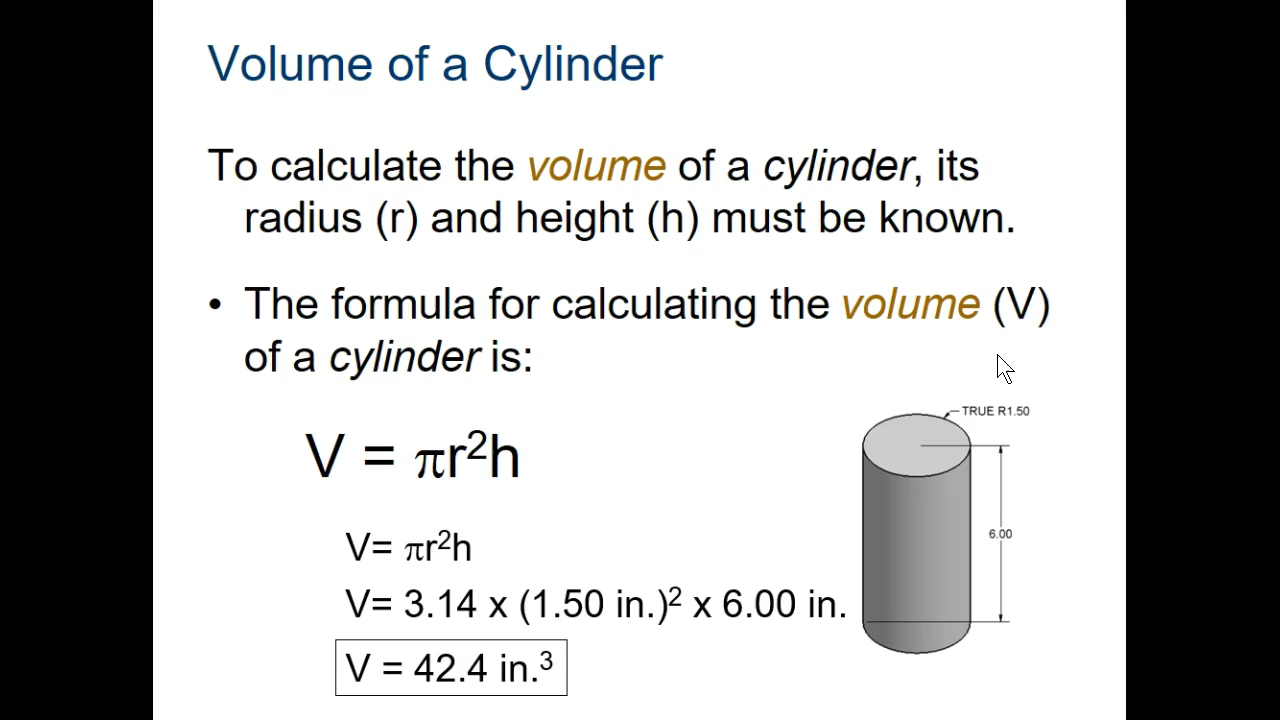 Volume of a Cylinder
To calculate the volume of a cylinder, its
radius (r) and height (h) must be known.
• The formula for calculating the volume (V)
of a cylinder is:
TRUE R1.50
V = πr²h
6.00
V= πr²h
V= 3.14 x (1.50 in.)² x 6.00 in.
V = 42.4 in.³